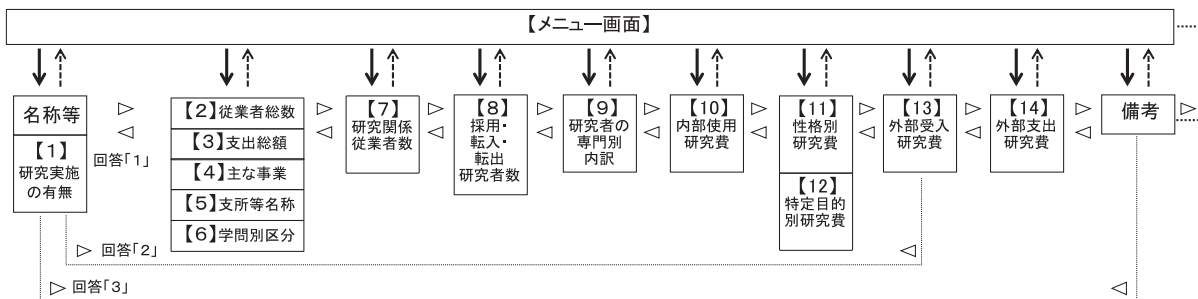 【メニュー画面】
名称等
【1】
研究実施
の有無
回答「1」
【2】従業者総数
【3】支出総額
【4】主な事業
【5】支所等名称
【6】学問別区分
【7】
研究関係
従業者数
【8】
採用・
転入・
転出
研究者数
【9】
研究者の
専門別
内訳
【10】
内部使用
研究費
【11】
性格別
研究費
【12】
特定目的
別研究費
【13】
外部受入
研究費
【14】
外部支出
研究費
備考
回答「2」
回答「3」